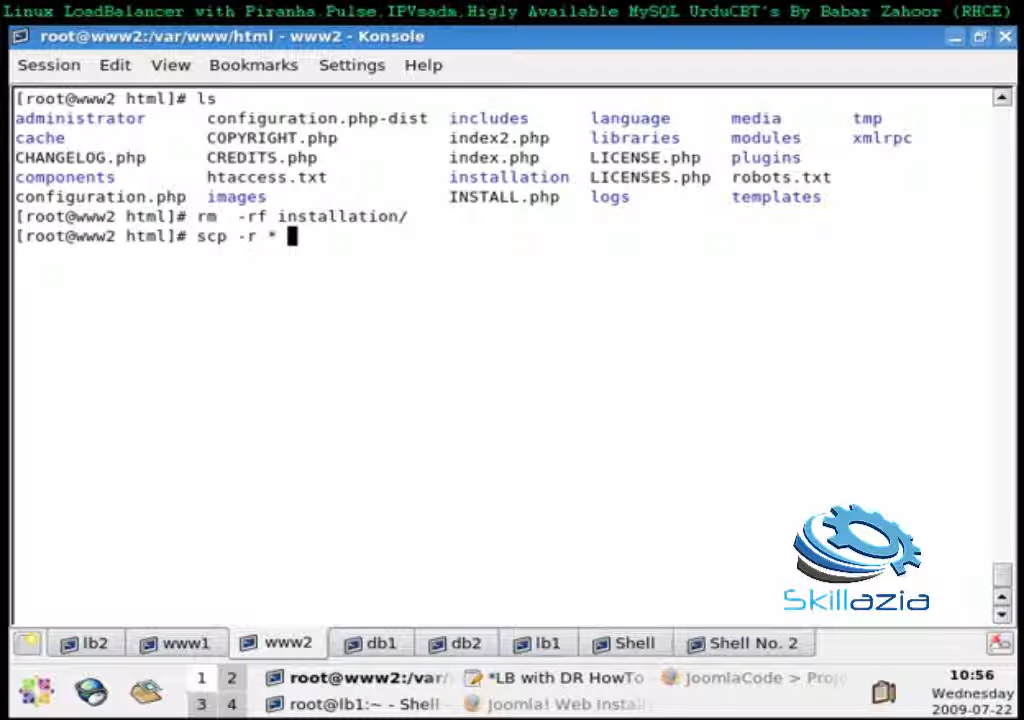 Linux LoadBalancer with Piranha.Pulse,IPVsadm,Higly Available MySQL UrduCBT's By Babar Zahoor (RHCE)
root@www2:/var/www/html - www2 - Konsole
Session Edit View Bookmarks Settings Help
[root@www2 html]# ls
administrator configuration.php-dist includes language media tmp
cache COPYRIGHT.php index2.php libraries modules xmlrpc
CHANGELOG.php CREDITS.php index.php LICENSE.php plugins
components htaccess.txt installation LICENSES.php robots.txt
configuration.php images INSTALL.php logs templates
[root@www2 html]# rm -rf installation/
[root@www2 html]# scp -r *
Skillazia
lb2 www1 www2 db1 db2 lb1 Shell Shell No. 2
1 2 root@www2:/var/ *LB with DR HowTo JoomlaCode > Proj 10:56
Wednesday
3 4 root@lb1:~ - Shell Joomla! Web Install 2009-07-22